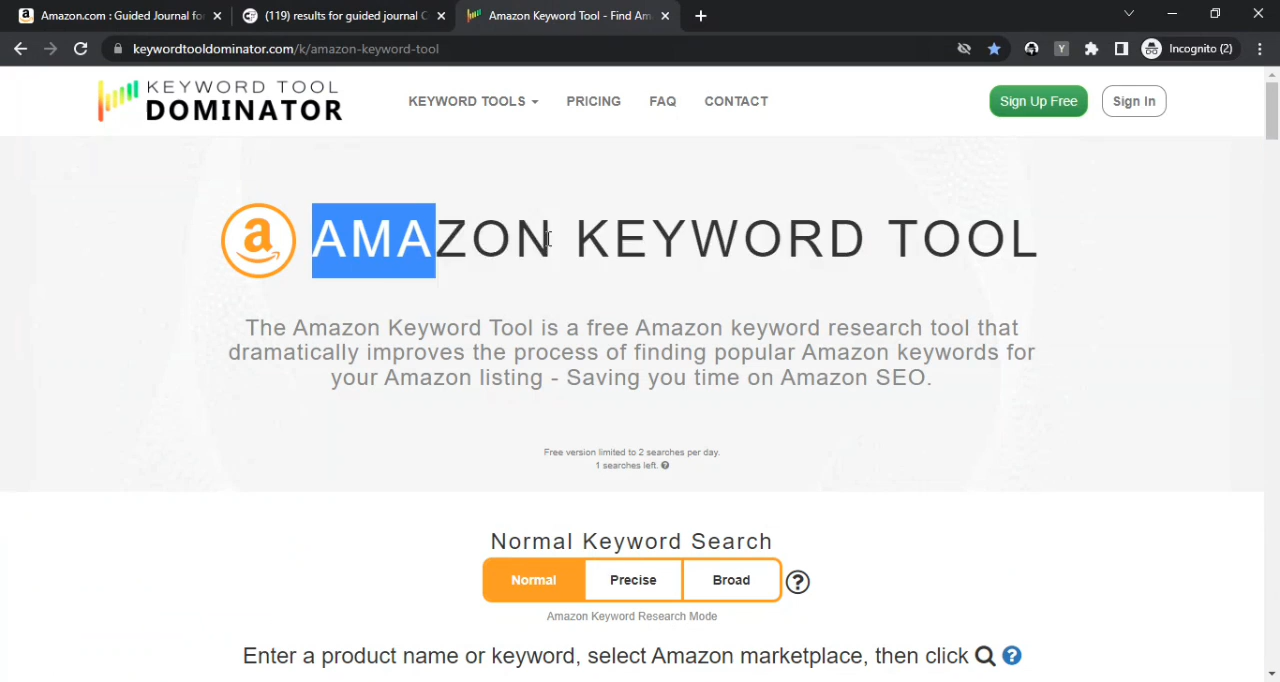 Amazon.com : Guided Journal for
(119) results for guided journal C
Amazon Keyword Tool - Find Am
keywordtooldominator.com/k/amazon-keyword-tool
Y
Incognito (2)
KEYWORD TOOL
DOMINATOR
KEYWORD TOOLS
PRICING
FAQ
CONTACT
Sign Up Free
Sign In
a AMAZON KEYWORD TOOL
The Amazon Keyword Tool is a free Amazon keyword research tool that
dramatically improves the process of finding popular Amazon keywords for
your Amazon listing - Saving you time on Amazon SEO.
Free version limited to 2 searches per day.
1 searches left. ?
Normal Keyword Search
Normal
Precise
Broad
?
Amazon Keyword Research Mode
Enter a product name or keyword, select Amazon marketplace, then click ?